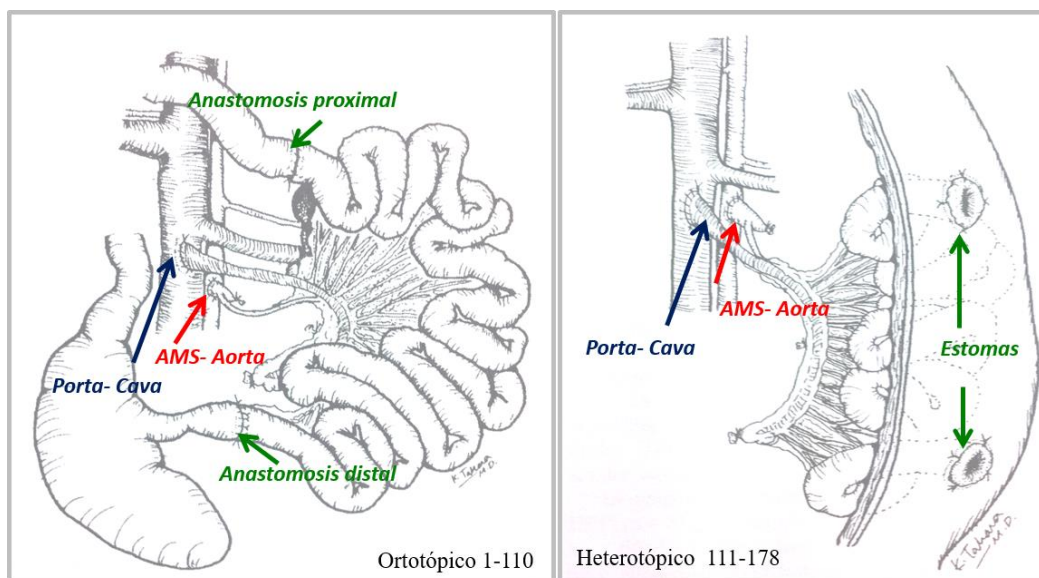 Anastomosis proximal
AMS- Aorta
Porta- Cava
Anastomosis distal
K. Tahara
M.D.
Ortotópico 1-110
AMS- Aorta
Porta- Cava
Estomas
K. Tahara
M.D.
Heterotópico 111-178